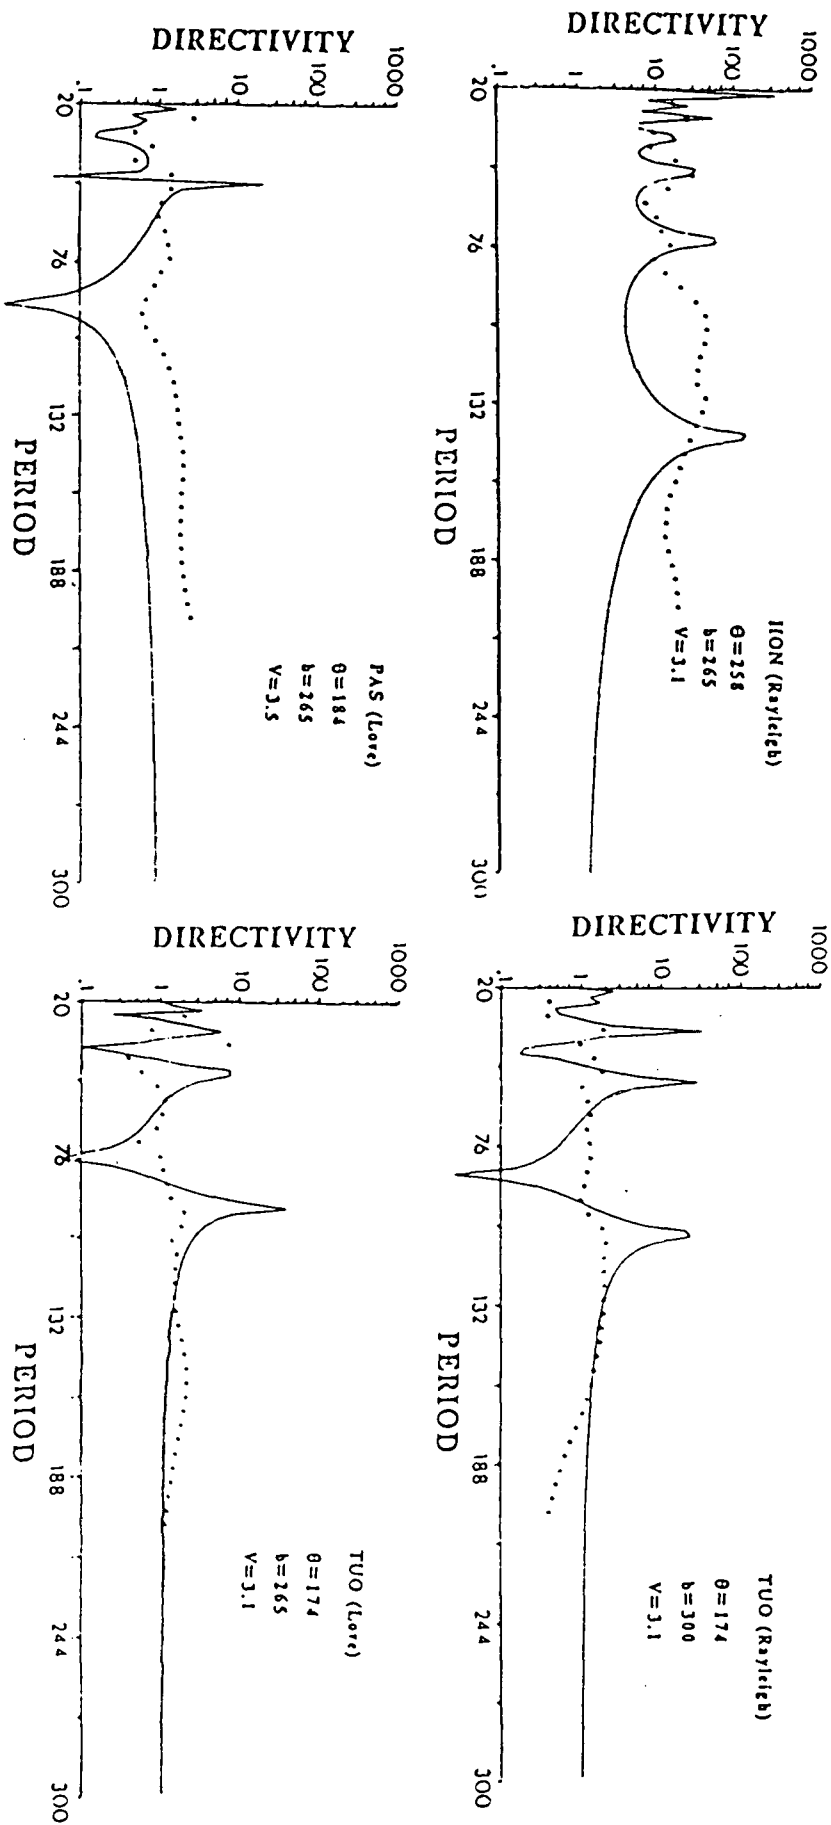 DIRECTIVITY
1000
100
10
1
.1
20
76
132
188
244
300
PERIOD
HON (Rayleigh)
θ=258
b=265
V=3.1
DIRECTIVITY
1000
100
10
1
.1
20
76
132
188
244
300
PERIOD
TUO (Rayleigh)
θ=174
b=300
V=3.1
DIRECTIVITY
1000
100
10
1
.1
20
76
132
188
244
300
PERIOD
PAS (Love)
θ=184
b=265
V=3.5
DIRECTIVITY
1000
100
10
1
.1
20
76
132
188
244
300
PERIOD
TUO (Love)
θ=174
b=265
V=3.1